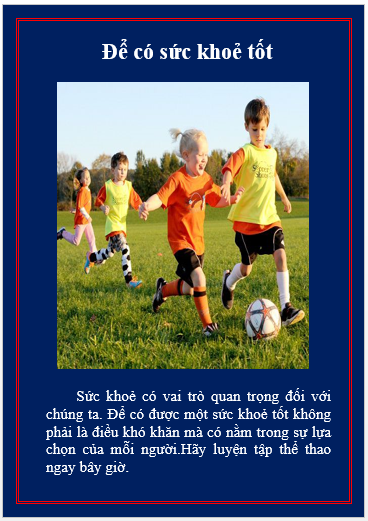 Để có sức khoẻ tốt
Sức khoẻ có vai trò quan trọng đối với
chúng ta. Để có được một sức khoẻ tốt không
phải là điều khó khăn mà có nằm trong sự lựa
chọn của mỗi người.Hãy luyện tập thể thao
ngay bây giờ.